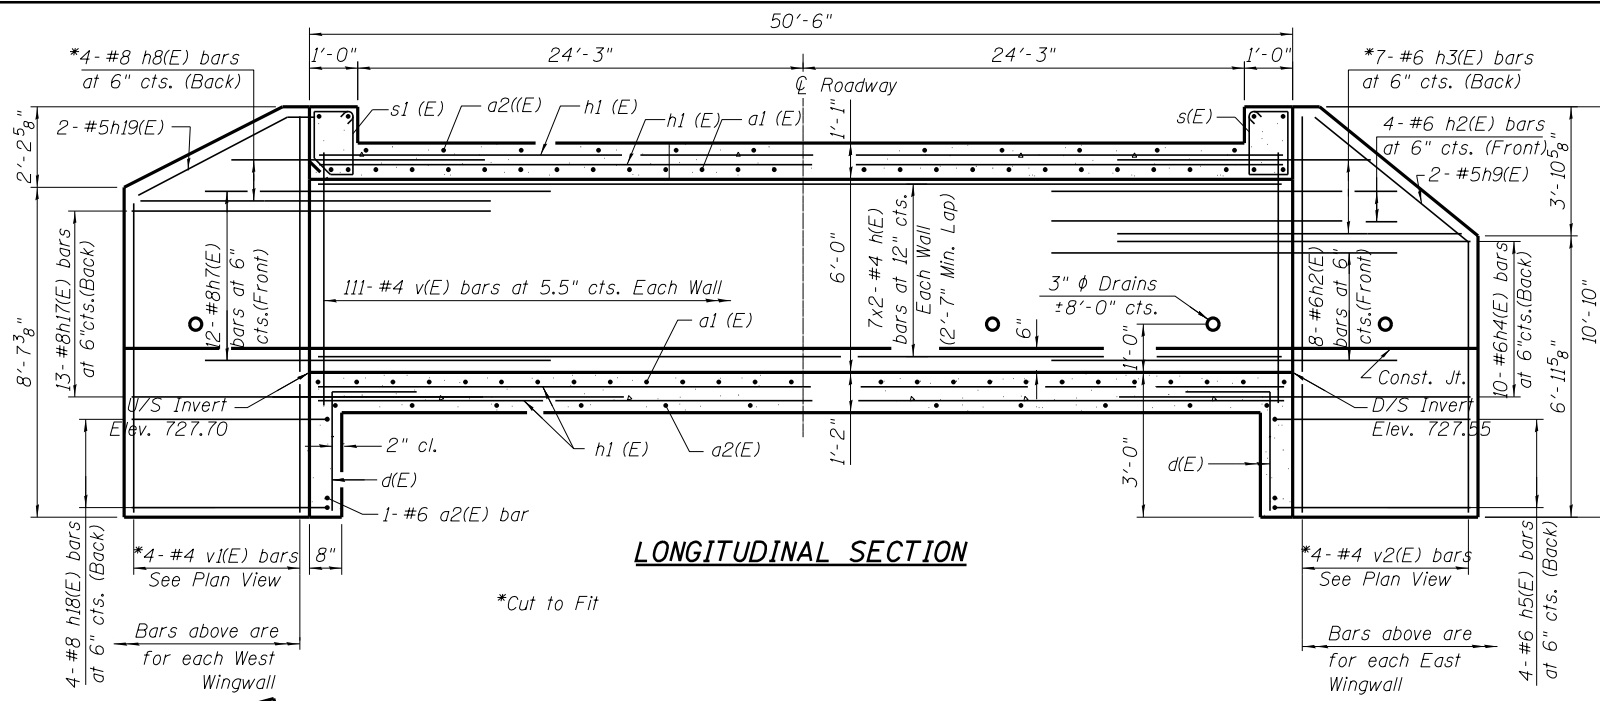 50'-6"
*4- #8 h8(E) bars
at 6" cts. (Back)
1'-0"
24'-3"
24'-3"
1'-0"
*7- #6 h3(E) bars
at 6" cts. (Back)
℄ Roadway
2- #5h19(E)
s1 (E)
a2((E)
h1 (E)
h1 (E)
a1 (E)
1'-1"
s(E)
4- #6 h2(E) bars
at 6" cts. (Front)
2- #5h9(E)
2'-2 5/8"
3'-10 5/8"
8'-7 3/8"
13- #8h17(E) bars
at 6"cts.(Back)
12- #8h7(E)
bars at 6"
cts.(Front)
111- #4 v(E) bars at 5.5" cts. Each Wall
a1 (E)
6'-0"
7x2- #4 h(E)
bars at 12" cts.
Each Wall
(2'-7" Min. Lap)
3" ϕ Drains
±8'-0" cts.
6"
1'-0"
8- #6h2(E)
bars at 6"
cts.(Front)
10- #6h4(E) bars
at 6"cts.(Back)
6'-11 5/8"
10'-10"
Const. Jt.
U/S Invert
Elev. 727.70
D/S Invert
Elev. 727.55
2" cl.
h1 (E)
a2(E)
1'-2"
3'-0"
d(E)
d(E)
1- #6 a2(E) bar
4- #8 h18(E) bars
at 6" cts. (Back)
*4- #4 v1(E) bars
See Plan View
8"
LONGITUDINAL SECTION
*Cut to Fit
*4- #4 v2(E) bars
See Plan View
4- #6 h5(E) bars
at 6" cts. (Back)
Bars above are
for each West
Wingwall
Bars above are
for each East
Wingwall